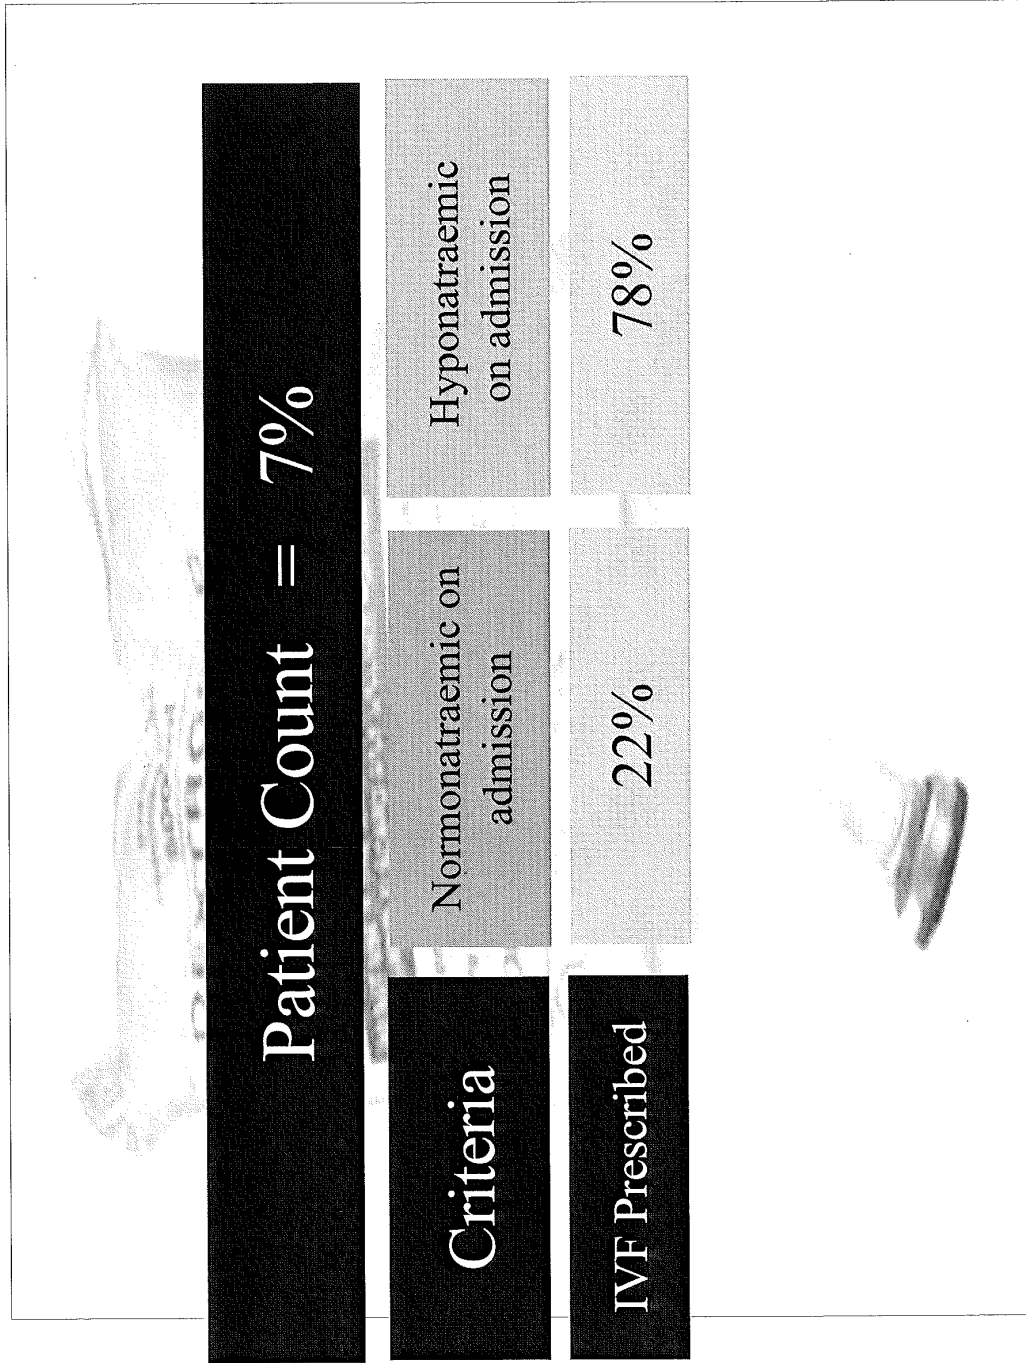 Patient Count = 7%
Criteria
Normonatraemic on
admission
Hyponatraemic
on admission
IVF Prescribed
22%
78%